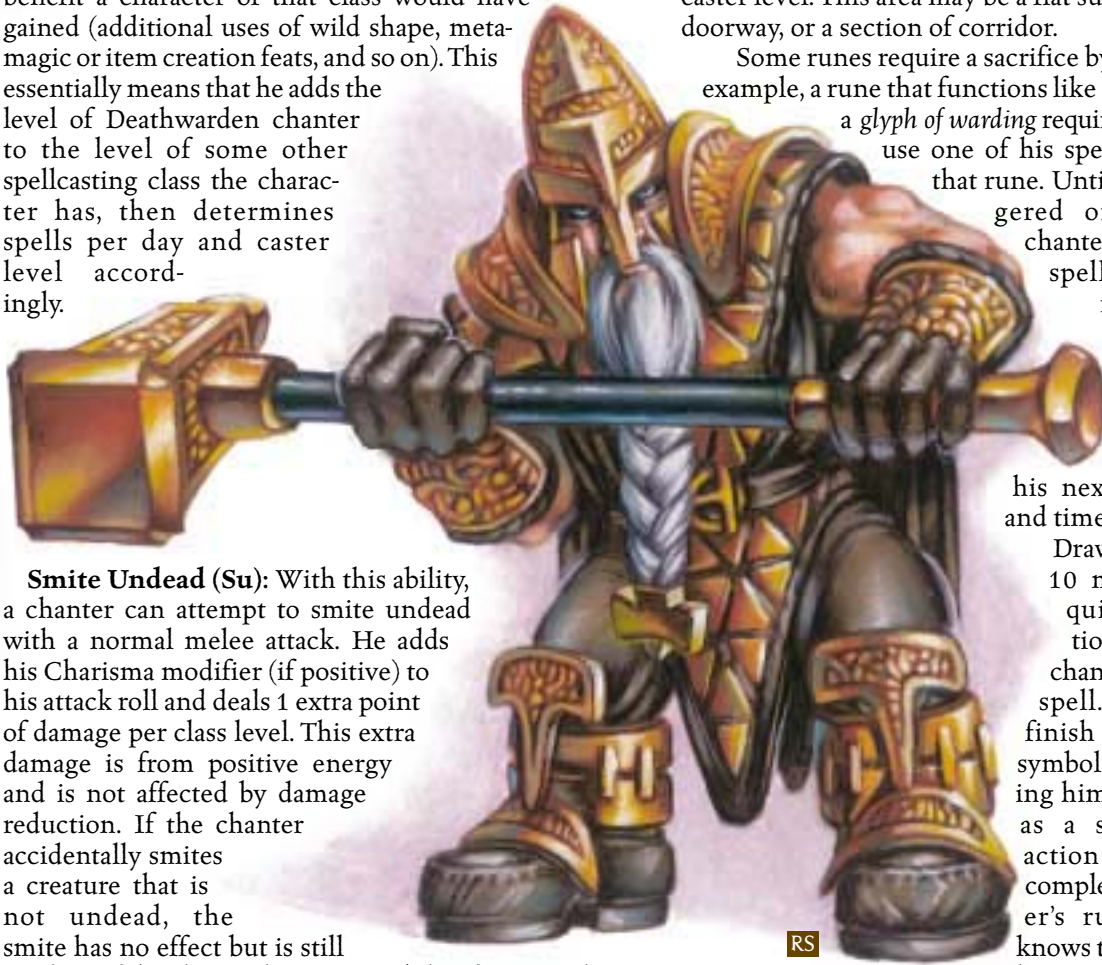 benefit a character of that class would have
gained (additional uses of wild shape, meta-
magic or item creation feats, and so on). This
essentially means that he adds the
level of Deathwarden chanter
to the level of some other
spellcasting class the charac-
ter has, then determines
spells per day and caster
level accord-
ingly.
Smite Undead (Su): With this ability,
a chanter can attempt to smite undead
with a normal melee attack. He adds
his Charisma modifier (if positive) to
his attack roll and deals 1 extra point
of damage per class level. This extra
damage is from positive energy
and is not affected by damage
reduction. If the chanter
accidentally smites
a creature that is
not undead, the
smite has no effect but is still
caster level. This area may be a flat su
doorway, or a section of corridor.
Some runes require a sacrifice by
example, a rune that functions like
a glyph of warding requi
use one of his spe
that rune. Unti
gered o
chante
spell
his nex
and time
Draw
10 m
qui
tio
chan
spell.
finish
symbol
ing him
as a s
action
comple
er's ru
knows t
RS